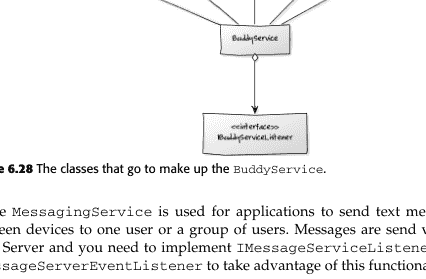 BuddyService
<<interface>>
IBuddyServiceListener
e 6.28 The classes that go to make up the BuddyService.
e MessagingService is used for applications to send text me
een devices to one user or a group of users. Messages are send v
Server and you need to implement IMessageServiceListene
ssageServerEventListener to take advantage of this functiona